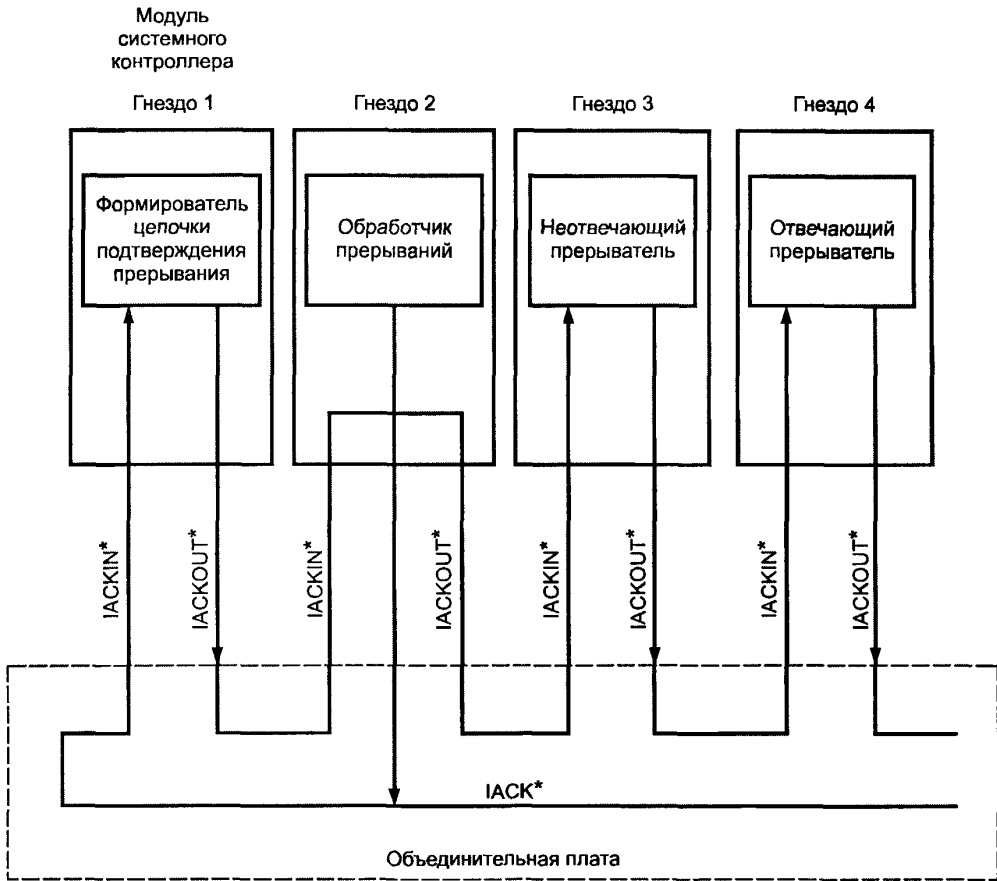 Модуль
системного
контроллера
Гнездо 1
Гнездо 2
Гнездо 3
Гнездо 4
Формирователь
цепочки
подтверждения
прерывания
Обработчик
прерываний
Неотвечающий
прерыватель
Отвечающий
прерыватель
IACKIN*
IACKOUT*
IACKIN*
IACKOUT*
IACKIN*
IACKOUT*
IACKIN*
IACKOUT*
IACK*
Объединительная плата